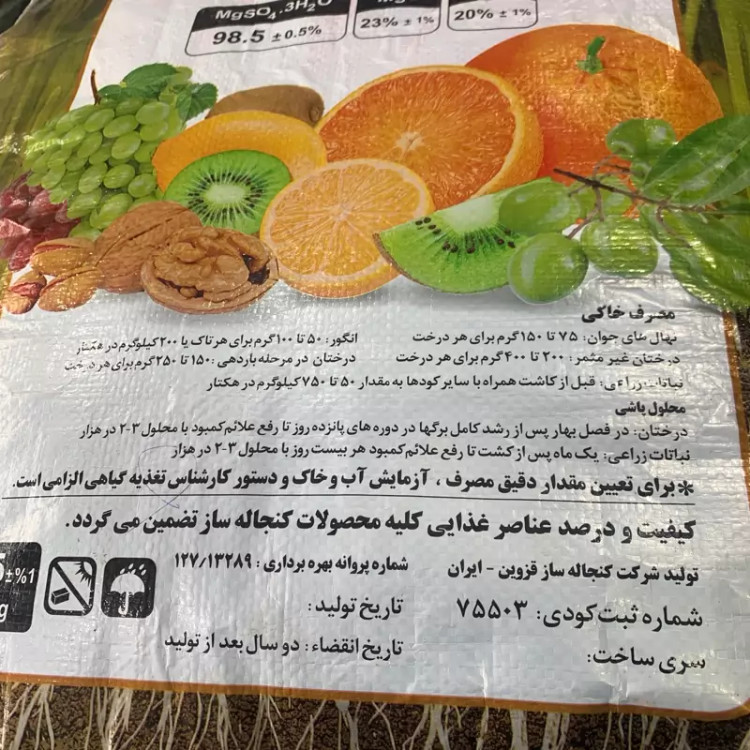 MgSO₄.3H₂O
98.5 ±0.5%
23% ± 1%
20% ± 1%
مصرف خاکی
نهال های جوان: ۷۵ تا ۱۵۰ گرم برای هر درخت
درختان غیر مثمر: ۲۰۰ تا ۴۰۰ گرم برای هر درخت
انگور: ۵۰ تا ۱۰۰ گرم برای هر تاک یا ۲۰۰ کیلوگرم در هکتار
درختان در مرحله باردهی: ۱۵۰ تا ۲۵۰ گرم برای هر درخت
نباتات زراعی: قبل از کاشت همراه با سایر کودها به مقدار ۵۰ تا ۷۵۰ کیلوگرم در هکتار
محلول پاشی
درختان: در فصل بهار پس از رشد کامل برگها در دوره های پانزده روز تا رفع علائم کمبود با محلول ۳-۲ در هزار
نباتات زراعی: یک ماه پس از کشت تا رفع علائم کمبود هر بیست روز با محلول ۳-۲ در هزار
*برای تعیین مقدار دقیق مصرف ، آزمایش آب و خاک و دستور کارشناس تغذیه گیاهی الزامی است.
کیفیت و درصد عناصر غذایی کلیه محصولات کنجاله ساز تضمین می گردد.
تولید شرکت کنجاله ساز قزوین - ایران
شماره پروانه بهره برداری : ۱۲۷/۱۳۲۸۹
شماره ثبت کودی: ۷۵۵۰۳
تاریخ تولید :
سری ساخت:
تاریخ انقضاء : دو سال بعد از تولید
±%1